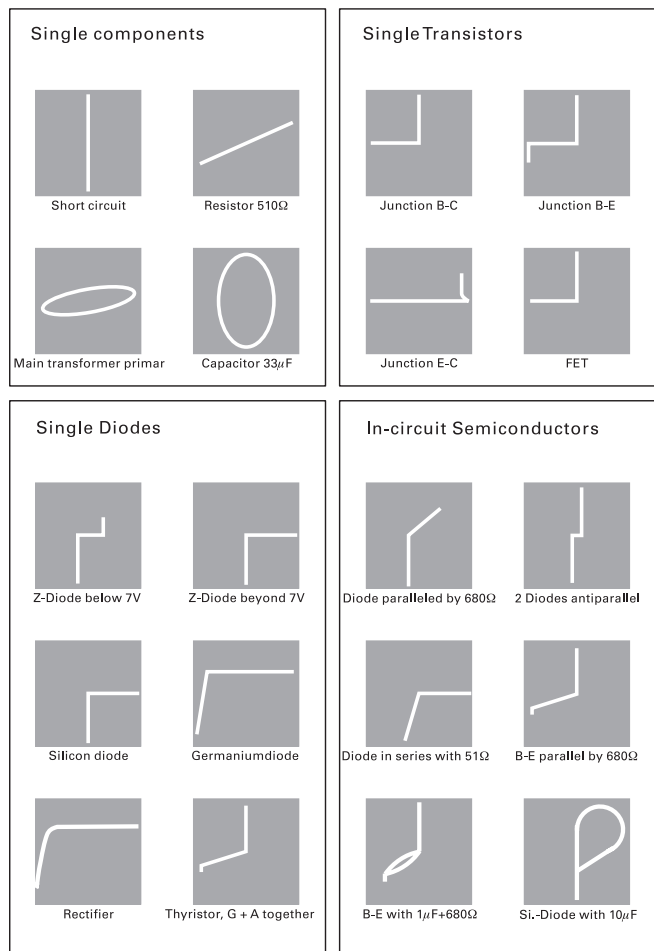 Single components
Short circuit
Resistor 510Ω
Main transformer primar
Capacitor 33µF
Single Transistors
Junction B-C
Junction B-E
Junction E-C
FET
Single Diodes
Z-Diode below 7V
Z-Diode beyond 7V
Silicon diode
Germaniumdiode
Rectifier
Thyristor, G + A together
In-circuit Semiconductors
Diode paralleled by 680Ω
2 Diodes antiparallel
Diode in series with 51Ω
B-E parallel by 680Ω
B-E with 1µF+680Ω
Si.-Diode with 10µF